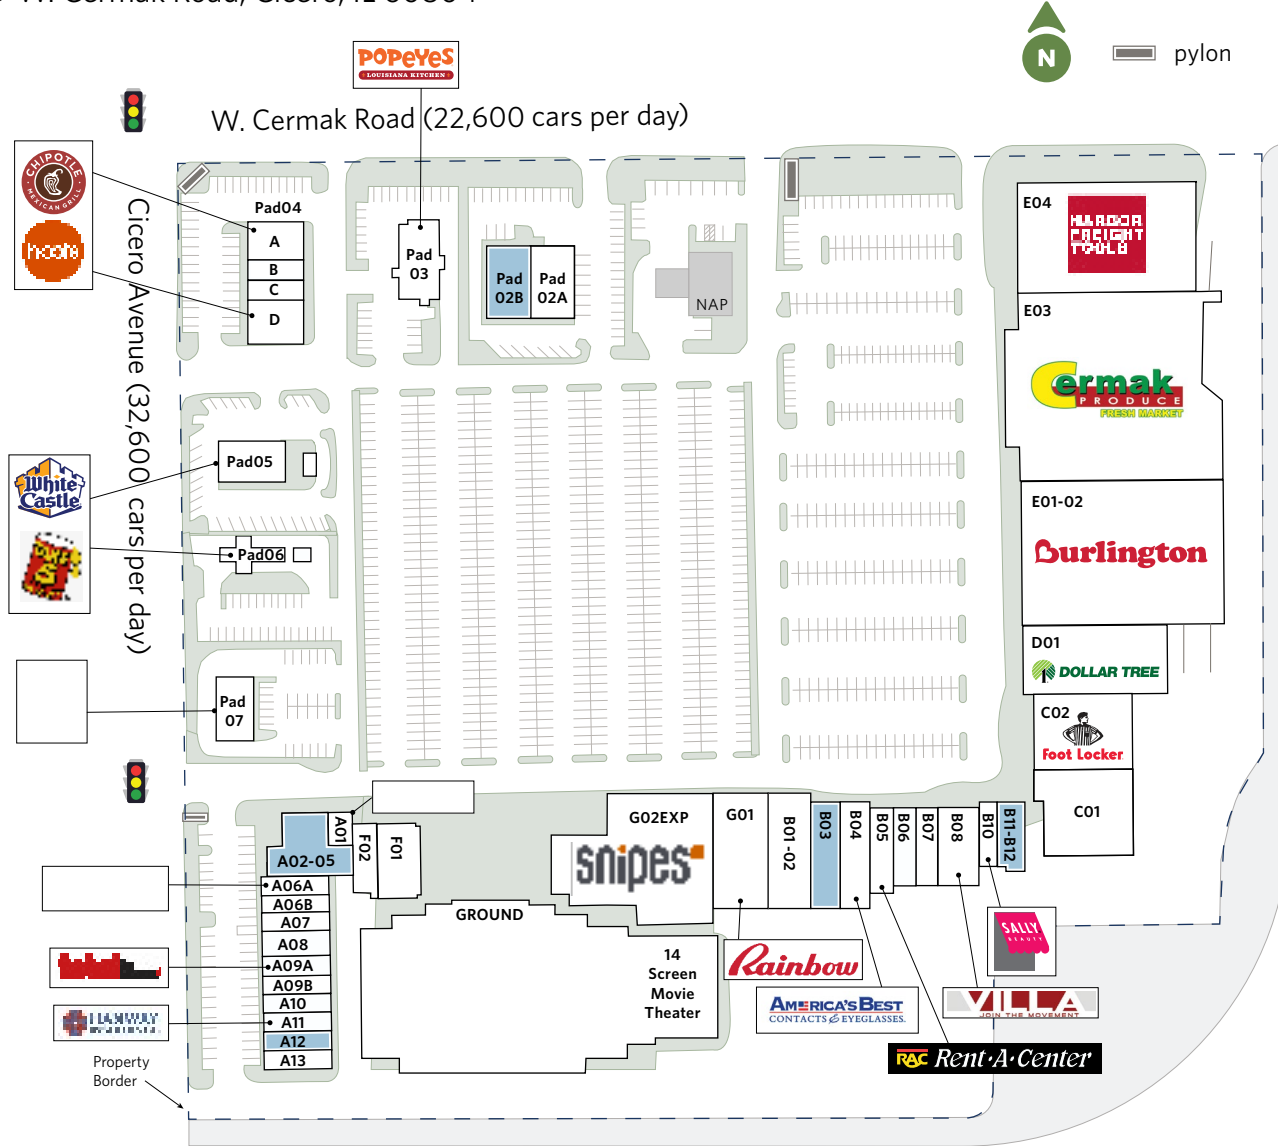 POPEYES
LOUISIANA KITCHEN
N
pylon
W. Cermak Road (22,600 cars per day)
CHIPOTLE
MEXICAN GRILL
Cicero Avenue (32,600 cars per day)
Pad04
A
B
C
D
Pad
03
Pad
02B
Pad
02A
NAP
E04
HARBOR
FREIGHT
TOOLS
E03
Cermak
PRODUCE
FRESH MARKET
E01-02
Burlington
D01
DOLLAR TREE
C02
Foot Locker
C01
White
Castle
Pad05
Pad06
Pad
07
A01
A02-05
F02
F01
A06A
A06B
A07
A08
A09A
A09B
A10
A11
A12
A13
GROUND
14
Screen
Movie
Theater
G02EXP
snipes
G01
B01-02
B03
B04
B05
B06
B07
B08
B10
B11-B12
Rainbow
AMERICA'S BEST
CONTACTS & EYEGLASSES.
RAC Rent-A-Center
VILLA
JOIN THE MOVEMENT
SALLY
BEAUTY
Property
Border